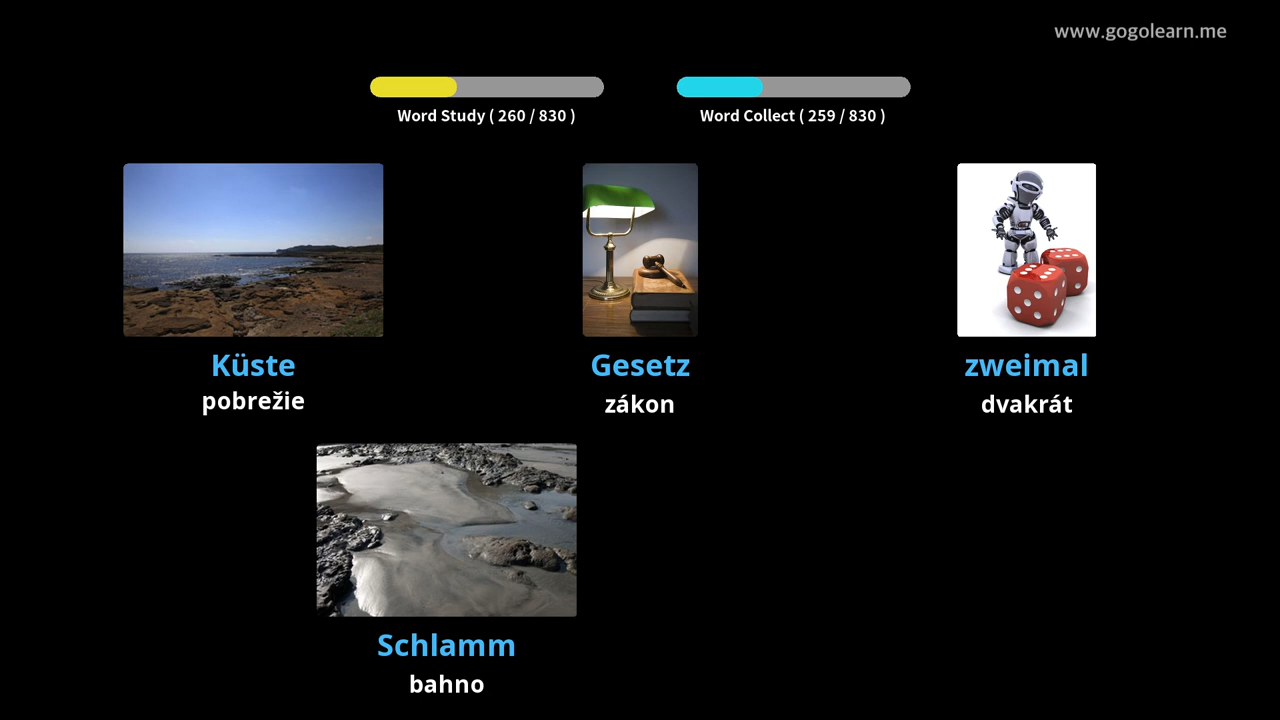 www.gogolearn.me
Word Study ( 260 / 830 )
Word Collect ( 259 / 830 )
Küste
pobrežie
Gesetz
zákon
zweimal
dvakrát
Schlamm
bahno